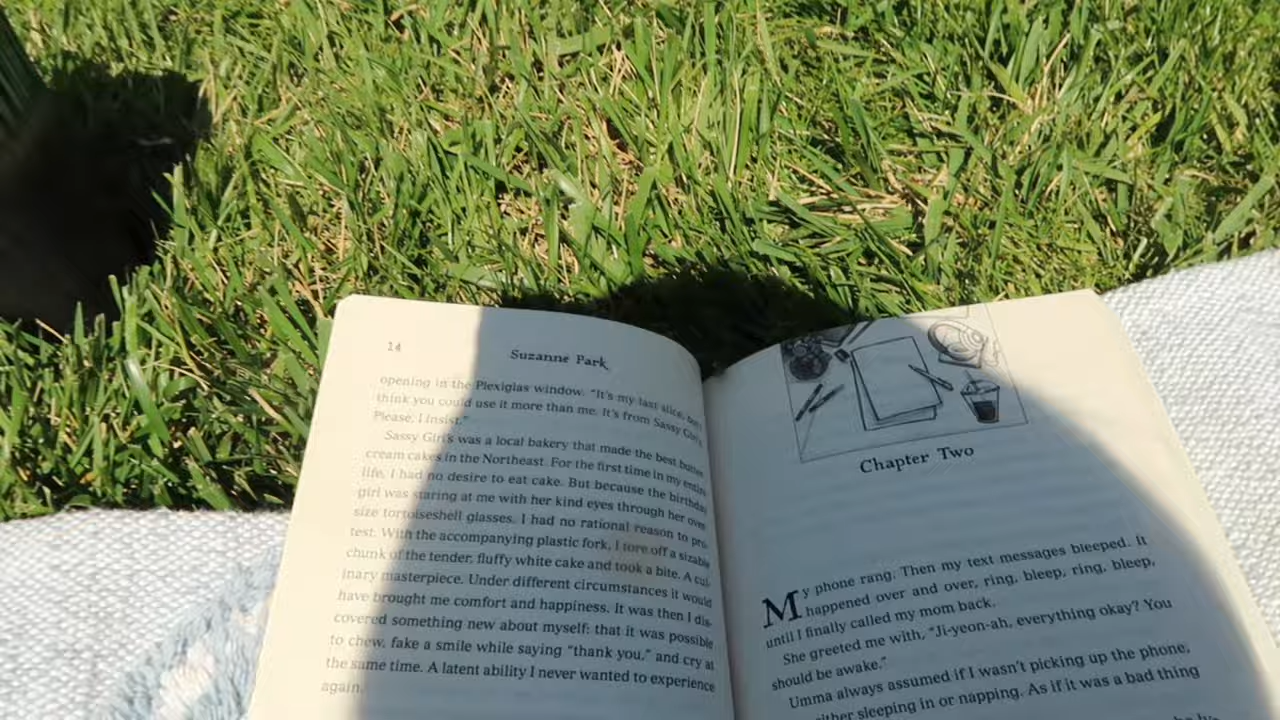 14
Suzanne Park
opening in the Plexiglas window. "It's my last slice, but I
think you could use it more than me. It's from Sassy Girl's.
Please, I insist."
Sassy Girl's was a local bakery that made the best butter
cream cakes in the Northeast. For the first time in my entire
life, I had no desire to eat cake. But because the birthday
girl was staring at me with her kind eyes through her over
size tortoiseshell glasses, I had no rational reason to pro-
test. With the accompanying plastic fork, I tore off a sizable
chunk of the tender, fluffy white cake and took a bite. A cul-
inary masterpiece. Under different circumstances it would
have brought me comfort and happiness. It was then I dis-
covered something new about myself: that it was possible
to chew, fake a smile while saying "thank you," and cry at
the same time. A latent ability I never wanted to experience
again.
Chapter Two
My phone rang. Then my text messages bleeped. It
happened over and over, ring, bleep, ring, bleep,
until I finally called my mom back.
She greeted me with, "Ji-yeon-ah, everything okay? You
should be awake."
Umma always assumed if I wasn't picking up the phone,
either sleeping in or napping. As if it was a bad thing